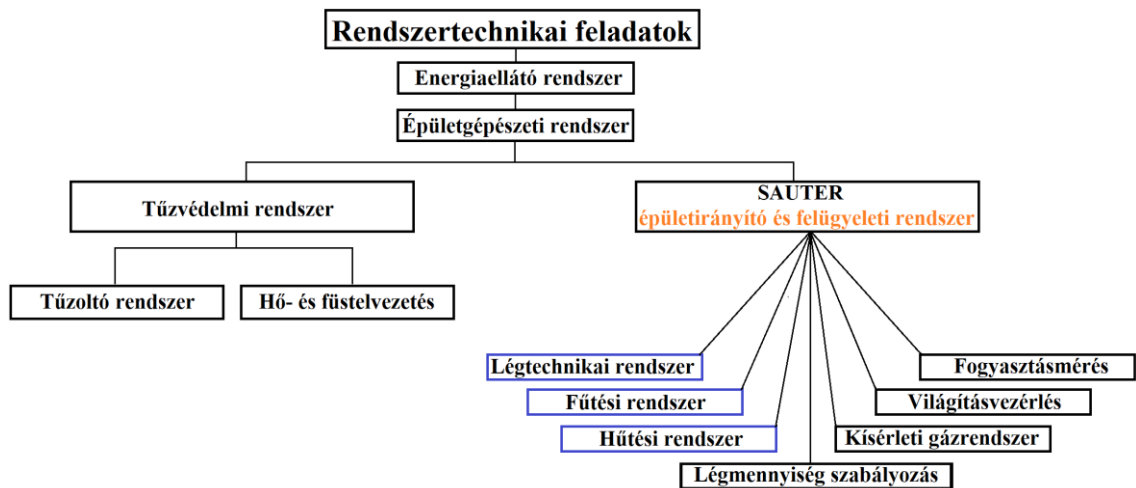 Rendszertechnikai feladatok
Energiaellátó rendszer
Épületgépészeti rendszer
Tűzvédelmi rendszer
SAUTER
épületirányító és felügyeleti rendszer
Tűzoltó rendszer
Hő- és füstelvezetés
Légtechnikai rendszer
Fogyasztásmérés
Fűtési rendszer
Világításvezérlés
Hűtési rendszer
Kísérleti gázrendszer
Légmennyiség szabályozás